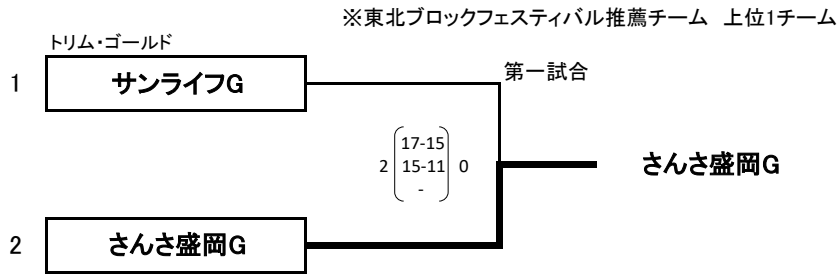 ※東北ブロックフェスティバル推薦チーム　上位1チーム
トリム・ゴールド
1 サンライフG
第一試合
17-15
2 15-11 0
-
さんさ盛岡G
2 さんさ盛岡G